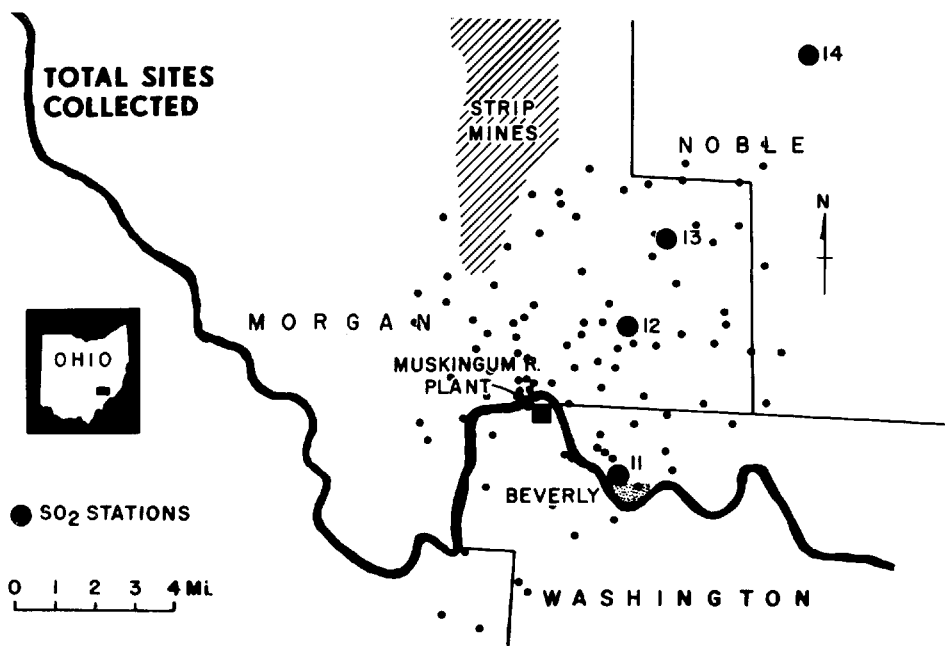 TOTAL SITES
COLLECTED
STRIP
MINES
14
NOBLE
N
13
MORGAN
12
OHIO
MUSKINGUM R.
PLANT
11
BEVERLY
SO₂ STATIONS
0 1 2 3 4 Mi.
WASHINGTON